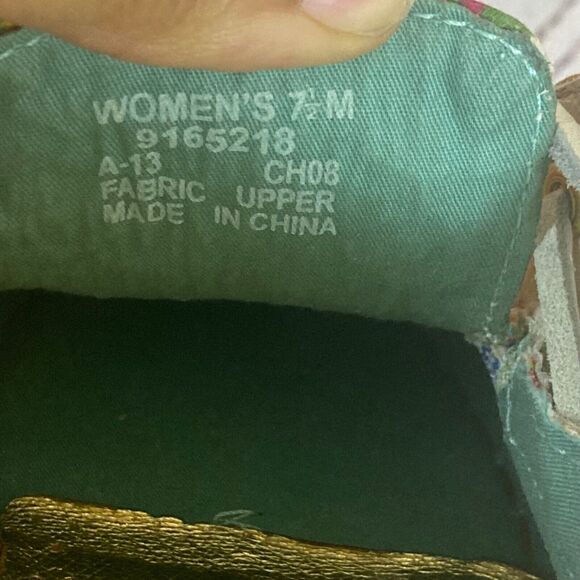 WOMEN'S 7½ M
9165218
A-13 CH08
FABRIC UPPER
MADE IN CHINA